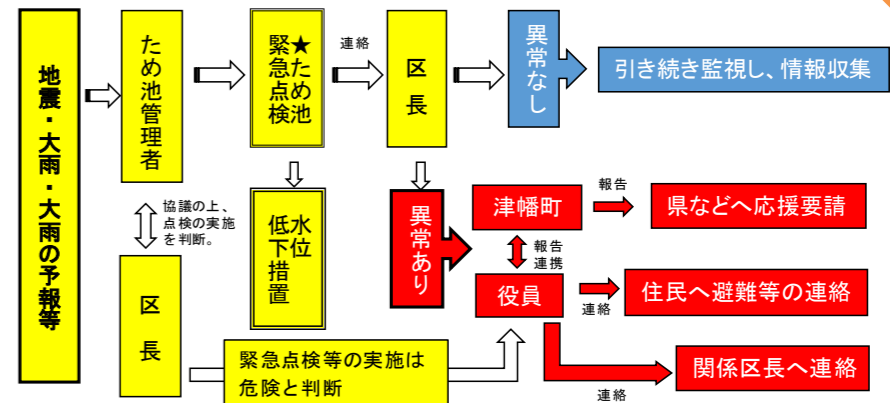 地震・大雨・大雨の予報等
ため池管理者
★ため池
緊急点検
連絡
区長
異常なし
引き続き監視し、情報収集
協議の上、
点検の実施
を判断。
水位
低下措置
異常あり
津幡町
報告
県などへ応援要請
報告
連携
役員
連絡
住民へ避難等の連絡
区長
緊急点検等の実施は
危険と判断
連絡
関係区長へ連絡